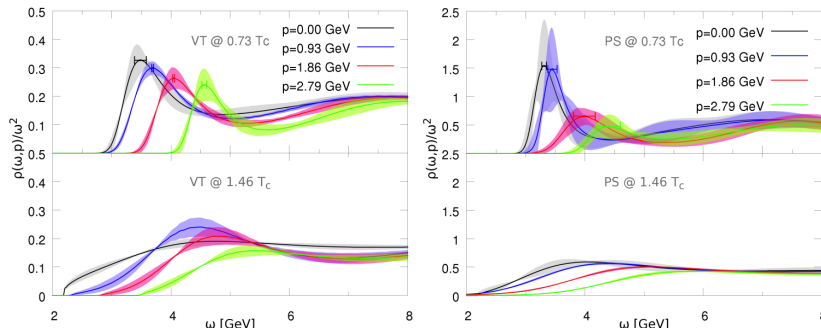 0.5
VT @ 0.73 Tc
p=0.00 GeV
p=0.93 GeV
p=1.86 GeV
p=2.79 GeV
0.4
0.3
0.2
0.1
0.5
ρ(ω,p)/ω²
VT @ 1.46 Tc
0.4
0.3
0.2
0.1
0
2
4
6
8
ω [GeV]
2.5
PS @ 0.73 Tc
p=0.00 GeV
p=0.93 GeV
p=1.86 GeV
p=2.79 GeV
2
1.5
1
0.5
2.5
ρ(ω,p)/ω²
PS @ 1.46 Tc
2
1.5
1
0.5
0
2
4
6
8
ω [GeV]